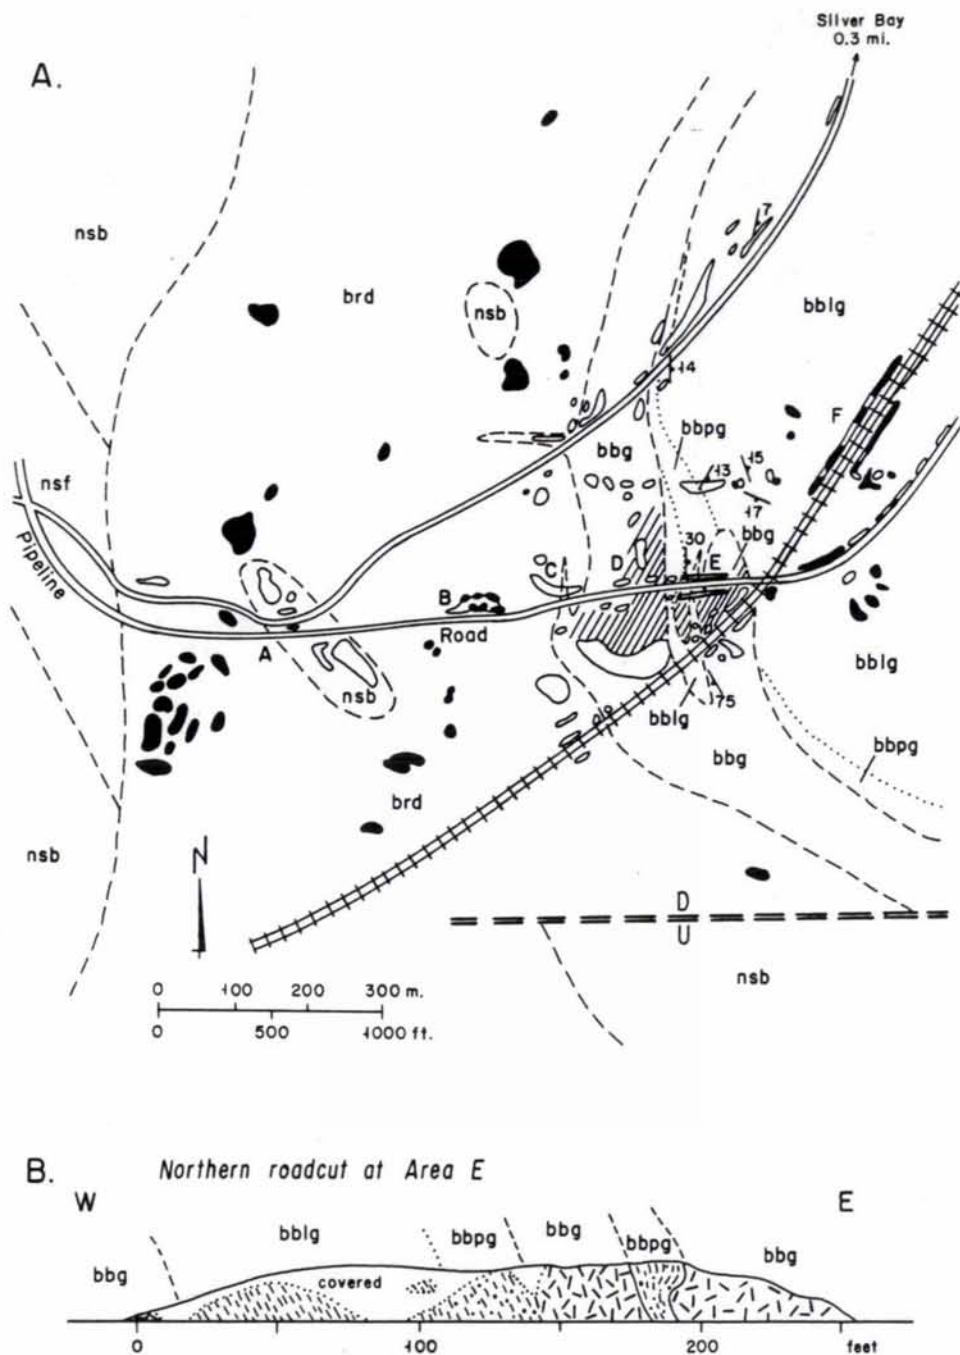 Silver Bay
0.3 mi.
A.
7
nsb
brd
nsb
bblg
14
F
bbpg
bbg
13
15
nsf
17
bbg
30
Pipeline
C
D
E
B
Road
A
bblg
nsb
bblg
75
bbg
bbpg
brd
nsb
N
D
U
nsb
0 100 200 300 m.
0 500 1000 ft.
B. Northern roadcut at Area E
W E
bblg
bbpg
bbg
bbpg
bbg
bbg
covered
0 100 200 feet